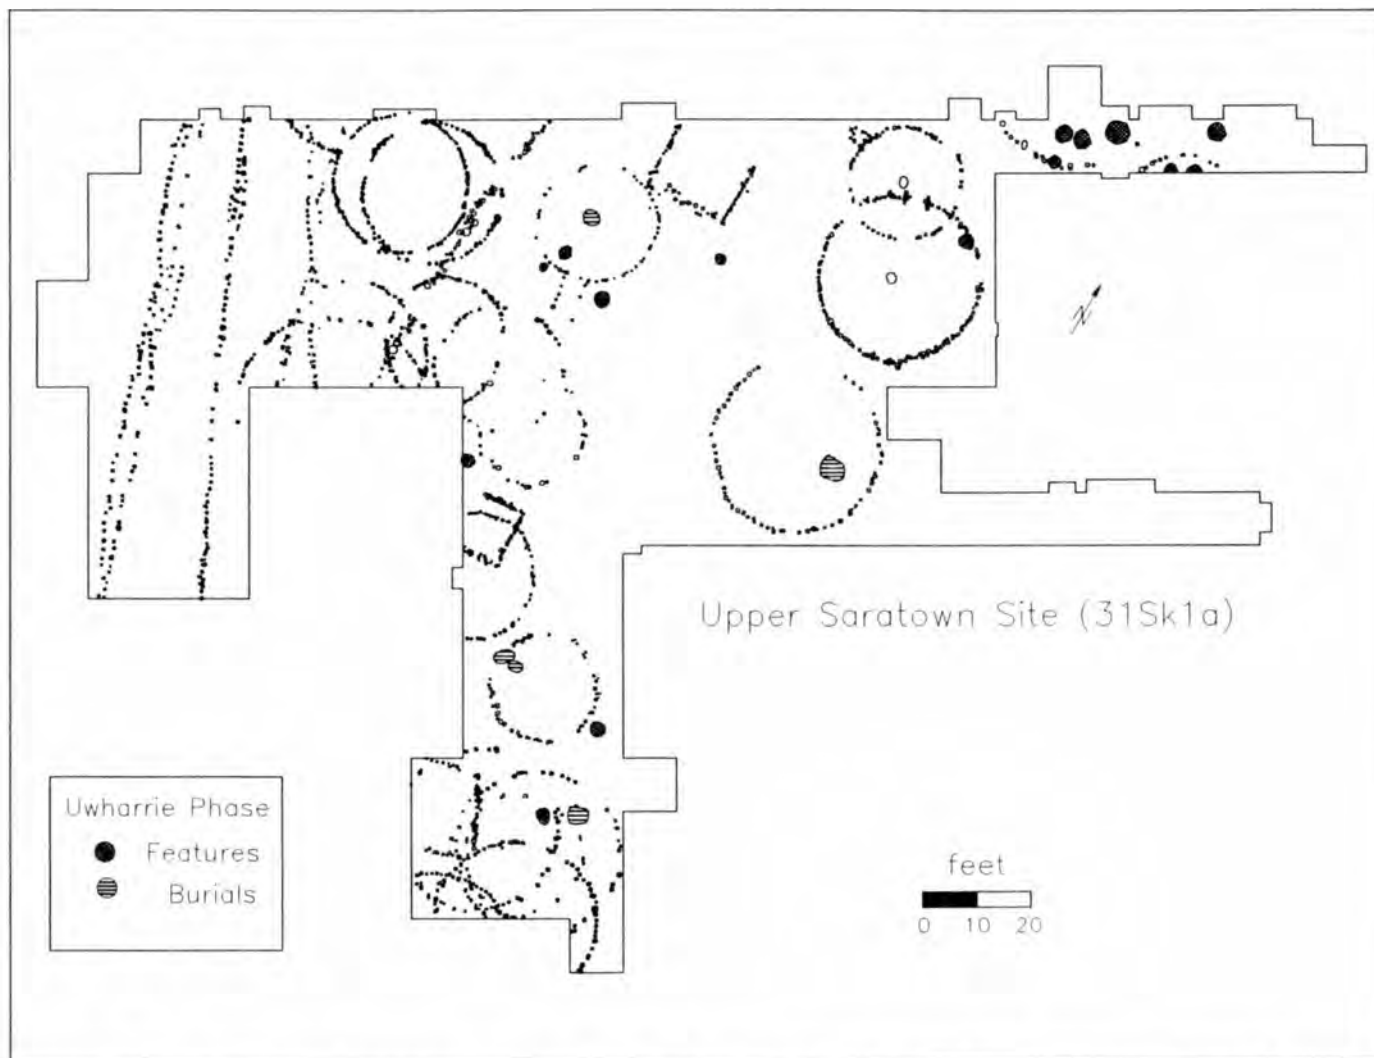 N
Upper Saratown Site (31Sk1a)
Uwharrie Phase
Features
Burials
feet
0 10 20